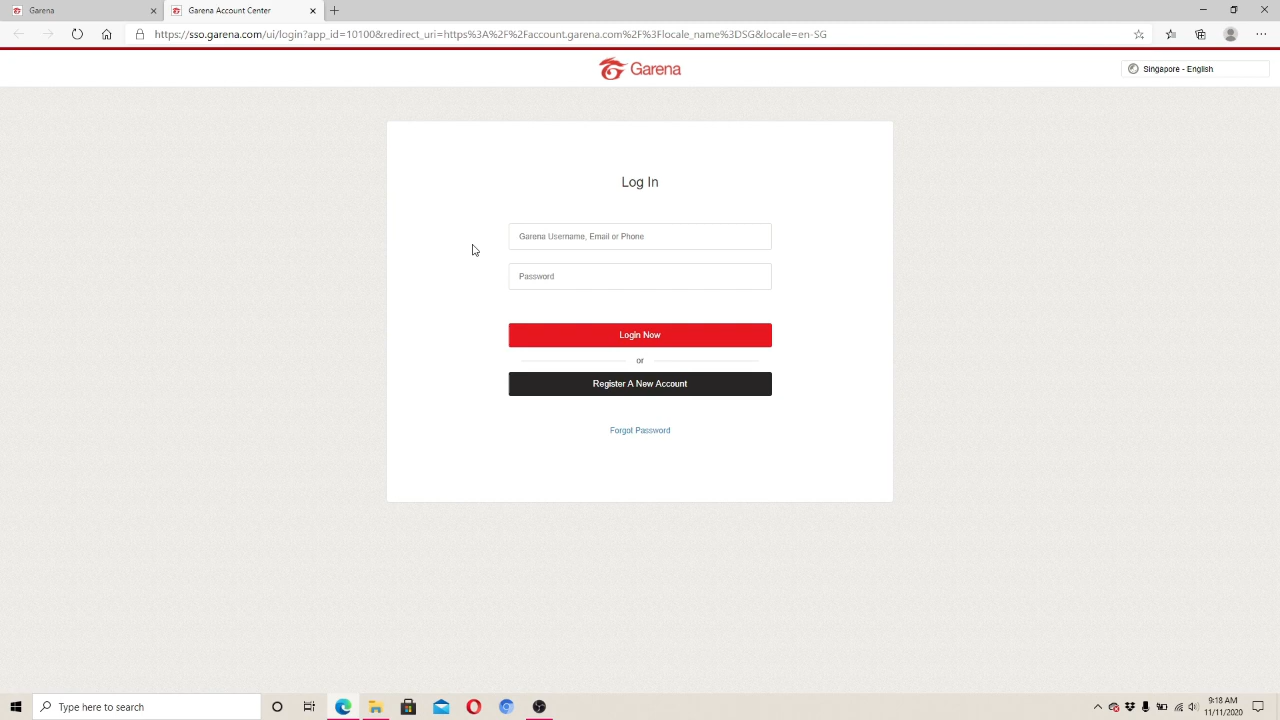 Garena
Garena Account Center
https://sso.garena.com/ui/login?app_id=10100&redirect_uri=https%3A%2F%2Faccount.garena.com%2F%3Flocale_name%3DSG&locale=en-SG
Garena
Singapore - English
Log In
Garena Username, Email or Phone
Password
Login Now
or
Register A New Account
Forgot Password
Type here to search
9:18 AM
11/11/2020